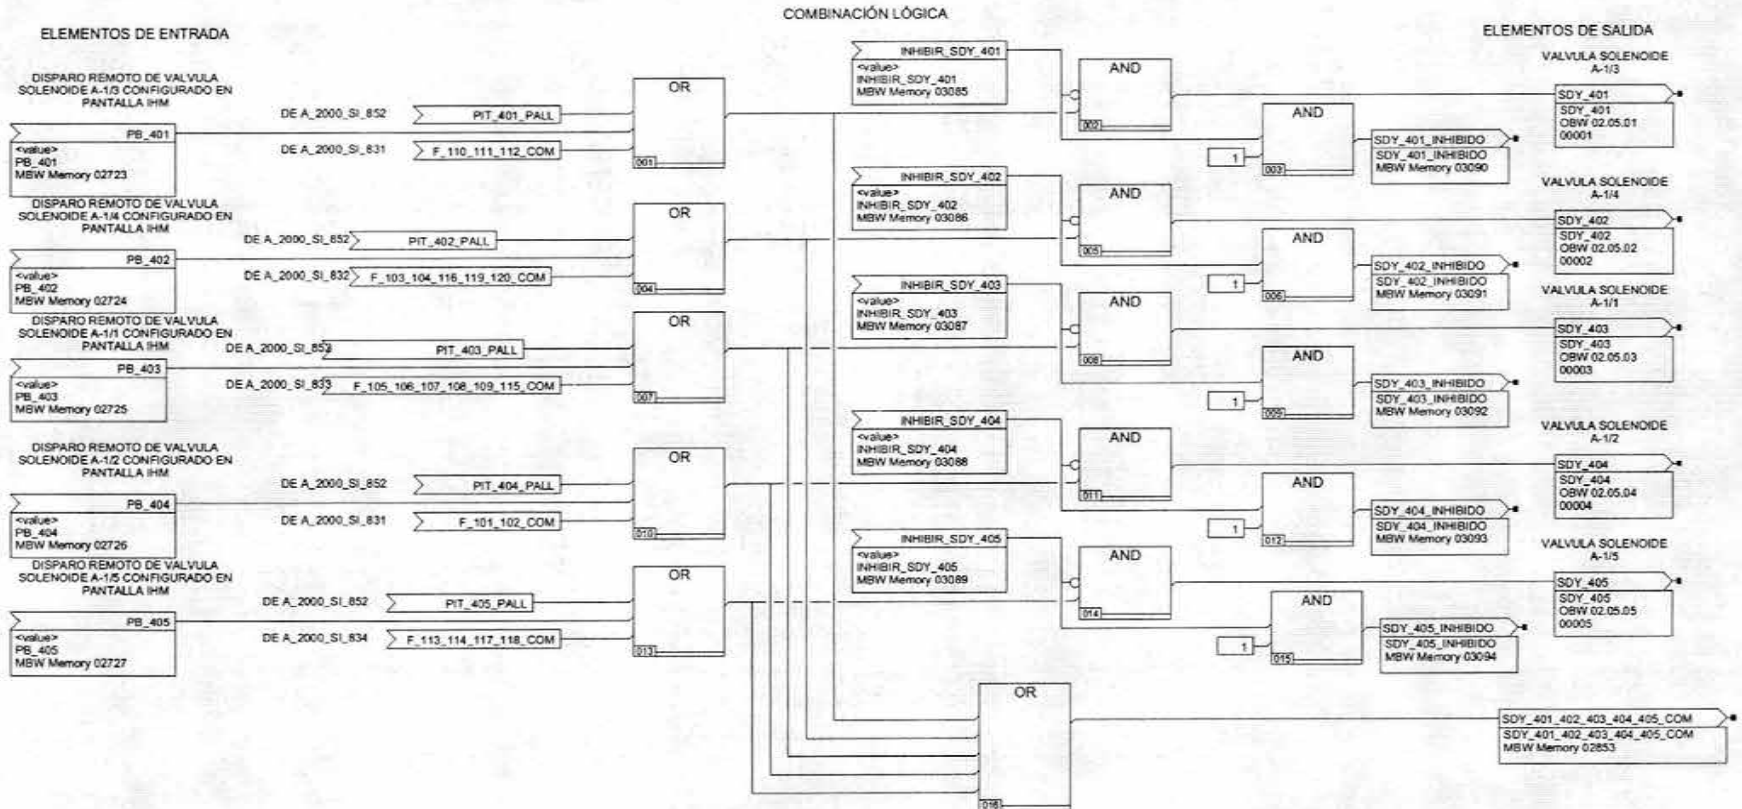 COMBINACIÓN LÓGICA
ELEMENTOS DE ENTRADA
ELEMENTOS DE SALIDA
DISPARO REMOTO DE VALVULA
SOLENOIDE A-1/3 CONFIGURADO EN
PANTALLA IHM
PB_401
<value>
PB_401
MBW Memory 02723
DE A_2000_SI_852
PIT_401_PALL
DE A_2000_SI_831
F_110_111_112_COM
OR
001
INHIBIR_SDY_401
<value>
INHIBIR_SDY_401
MBW Memory 03085
AND
002
AND
1
003
SDY_401_INHIBIDO
SDY_401_INHIBIDO
MBW Memory 03090
VALVULA SOLENOIDE
A-1/3
SDY_401
SDY_401
OBW 02.05.01
00001
DISPARO REMOTO DE VALVULA
SOLENOIDE A-1/4 CONFIGURADO EN
PANTALLA IHM
PB_402
<value>
PB_402
MBW Memory 02724
DE A_2000_SI_852
PIT_402_PALL
DE A_2000_SI_832
F_103_104_116_119_120_COM
OR
004
INHIBIR_SDY_402
<value>
INHIBIR_SDY_402
MBW Memory 03086
AND
005
AND
1
006
SDY_402_INHIBIDO
SDY_402_INHIBIDO
MBW Memory 03091
VALVULA SOLENOIDE
A-1/4
SDY_402
SDY_402
OBW 02.05.02
00002
DISPARO REMOTO DE VALVULA
SOLENOIDE A-1/1 CONFIGURADO EN
PANTALLA IHM
PB_403
<value>
PB_403
MBW Memory 02725
DE A_2000_SI_852
PIT_403_PALL
DE A_2000_SI_833
F_105_106_107_108_109_115_COM
OR
007
INHIBIR_SDY_403
<value>
INHIBIR_SDY_403
MBW Memory 03087
AND
008
AND
1
009
SDY_403_INHIBIDO
SDY_403_INHIBIDO
MBW Memory 03092
VALVULA SOLENOIDE
A-1/1
SDY_403
SDY_403
OBW 02.05.03
00003
DISPARO REMOTO DE VALVULA
SOLENOIDE A-1/2 CONFIGURADO EN
PANTALLA IHM
PB_404
<value>
PB_404
MBW Memory 02726
DE A_2000_SI_852
PIT_404_PALL
DE A_2000_SI_831
F_101_102_COM
OR
010
INHIBIR_SDY_404
<value>
INHIBIR_SDY_404
MBW Memory 03088
AND
011
AND
1
012
SDY_404_INHIBIDO
SDY_404_INHIBIDO
MBW Memory 03093
VALVULA SOLENOIDE
A-1/2
SDY_404
SDY_404
OBW 02.05.04
00004
DISPARO REMOTO DE VALVULA
SOLENOIDE A-1/5 CONFIGURADO EN
PANTALLA IHM
PB_405
<value>
PB_405
MBW Memory 02727
DE A_2000_SI_852
PIT_405_PALL
DE A_2000_SI_834
F_113_114_117_118_COM
OR
013
INHIBIR_SDY_405
<value>
INHIBIR_SDY_405
MBW Memory 03089
AND
014
AND
1
015
SDY_405_INHIBIDO
SDY_405_INHIBIDO
MBW Memory 03094
VALVULA SOLENOIDE
A-1/5
SDY_405
SDY_405
OBW 02.05.05
00005
OR
016
SDY_401_402_403_404_405_COM
SDY_401_402_403_404_405_COM
MBW Memory 02853